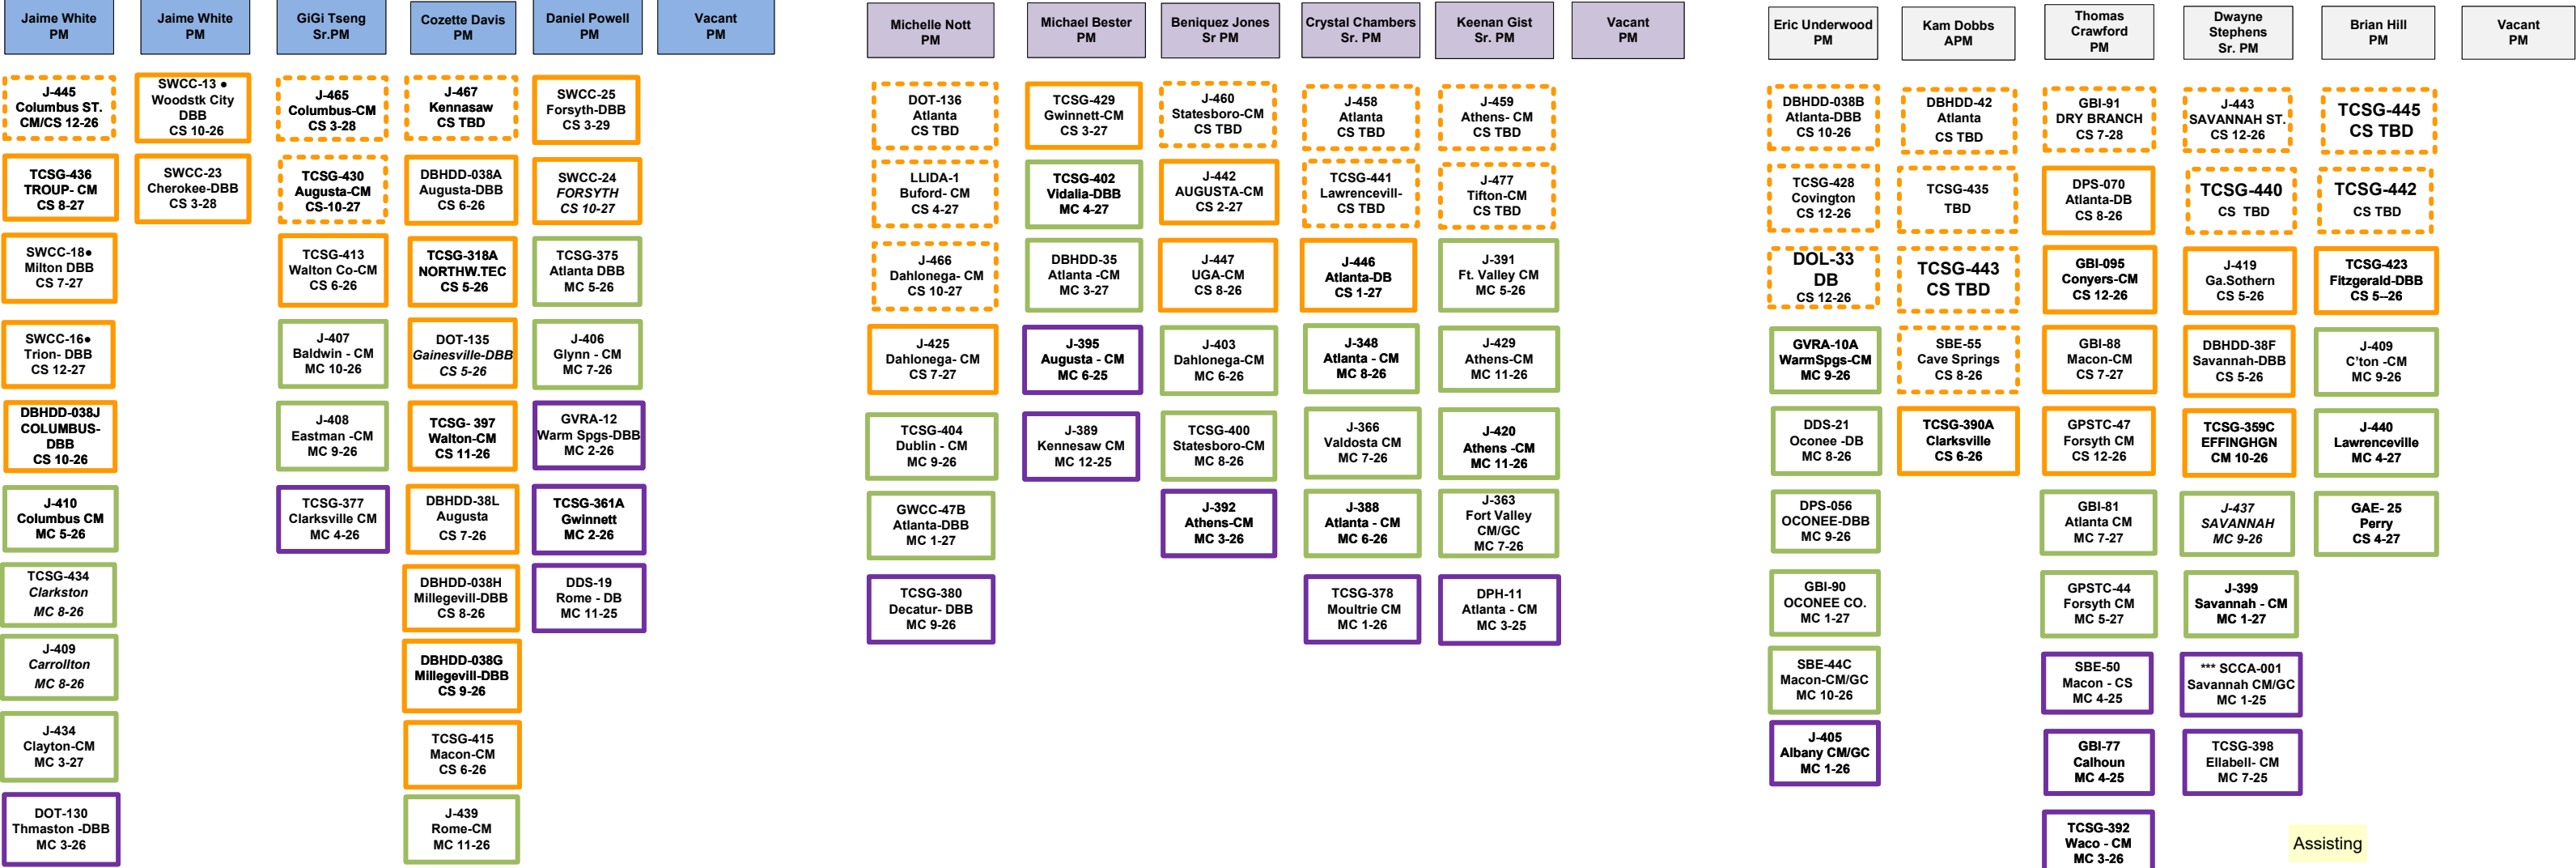 Jaime White
PM
Jaime White
PM
GiGi Tseng
Sr.PM
Cozette Davis
PM
Daniel Powell
PM
Vacant
PM
Michelle Nott
PM
Michael Bester
PM
Beniquez Jones
Sr PM
Crystal Chambers
Sr. PM
Keenan Gist
Sr. PM
Vacant
PM
Eric Underwood
PM
Kam Dobbs
APM
Thomas
Crawford
PM
Dwayne
Stephens
Sr. PM
Brian Hill
PM
Vacant
PM
J-445
Columbus ST.
CM/CS 12-26
TCSG-436
TROUP- CM
CS 8-27
SWCC-18●
Milton DBB
CS 7-27
SWCC-16●
Trion- DBB
CS 12-27
DBHDD-038J
COLUMBUS-
DBB
CS 10-26
J-410
Columbus CM
MC 5-26
TCSG-434
Clarkston
MC 8-26
J-409
Carrollton
MC 8-26
J-434
Clayton-CM
MC 3-27
DOT-130
Thmaston -DBB
MC 3-26
SWCC-13 ●
Woodstk City
DBB
CS 10-26
SWCC-23
Cherokee-DBB
CS 3-28
J-465
Columbus-CM
CS 3-28
TCSG-430
Augusta-CM
CS-10-27
TCSG-413
Walton Co-CM
CS 6-26
J-407
Baldwin - CM
MC 10-26
J-408
Eastman -CM
MC 9-26
TCSG-377
Clarksville CM
MC 4-26
J-467
Kennasaw
CS TBD
DBHDD-038A
Augusta-DBB
CS 6-26
TCSG-318A
NORTHW.TEC
CS 5-26
DOT-135
Gainesville-DBB
CS 5-26
TCSG- 397
Walton-CM
CS 11-26
DBHDD-38L
Augusta
CS 7-26
DBHDD-038H
Millegevill-DBB
CS 8-26
DBHDD-038G
Millegevill-DBB
CS 9-26
TCSG-415
Macon-CM
CS 6-26
J-439
Rome-CM
MC 11-26
SWCC-25
Forsyth-DBB
CS 3-29
SWCC-24
FORSYTH
CS 10-27
TCSG-375
Atlanta DBB
MC 5-26
J-406
Glynn - CM
MC 7-26
GVRA-12
Warm Spgs-DBB
MC 2-26
TCSG-361A
Gwinnett
MC 2-26
DDS-19
Rome - DB
MC 11-25
DOT-136
Atlanta
CS TBD
LLIDA-1
Buford- CM
CS 4-27
J-466
Dahlonega- CM
CS 10-27
J-425
Dahlonega- CM
CS 7-27
TCSG-404
Dublin - CM
MC 9-26
GWCC-47B
Atlanta-DBB
MC 1-27
TCSG-380
Decatur- DBB
MC 9-26
TCSG-429
Gwinnett-CM
CS 3-27
TCSG-402
Vidalia-DBB
MC 4-27
DBHDD-35
Atlanta -CM
MC 3-27
J-395
Augusta - CM
MC 6-25
J-389
Kennesaw CM
MC 12-25
J-460
Statesboro-CM
CS TBD
J-442
AUGUSTA-CM
CS 2-27
J-447
UGA-CM
CS 8-26
J-403
Dahlonega-CM
MC 6-26
TCSG-400
Statesboro-CM
MC 8-26
J-392
Athens-CM
MC 3-26
J-458
Atlanta
CS TBD
TCSG-441
Lawrencevill-
CS TBD
J-446
Atlanta-DB
CS 1-27
J-348
Atlanta - CM
MC 8-26
J-366
Valdosta CM
MC 7-26
J-388
Atlanta - CM
MC 6-26
TCSG-378
Moultrie CM
MC 1-26
J-459
Athens- CM
CS TBD
J-477
Tifton-CM
CS TBD
J-391
Ft. Valley CM
MC 5-26
J-429
Athens-CM
MC 11-26
J-420
Athens -CM
MC 11-26
J-363
Fort Valley
CM/GC
MC 7-26
DPH-11
Atlanta - CM
MC 3-25
DBHDD-038B
Atlanta-DBB
CS 10-26
TCSG-428
Covington
CS 12-26
DOL-33
DB
CS 12-26
GVRA-10A
WarmSpgs-CM
MC 9-26
DDS-21
Oconee -DB
MC 8-26
DPS-056
OCONEE-DBB
MC 9-26
GBI-90
OCONEE CO.
MC 1-27
SBE-44C
Macon-CM/GC
MC 10-26
J-405
Albany CM/GC
MC 1-26
DBHDD-42
Atlanta
CS TBD
TCSG-435
TBD
TCSG-443
CS TBD
SBE-55
Cave Springs
CS 8-26
TCSG-390A
Clarksville
CS 6-26
GBI-91
DRY BRANCH
CS 7-28
DPS-070
Atlanta-DB
CS 8-26
GBI-095
Conyers-CM
CS 12-26
GBI-88
Macon-CM
CS 7-27
GPSTC-47
Forsyth CM
CS 12-26
GBI-81
Atlanta CM
MC 7-27
GPSTC-44
Forsyth CM
MC 5-27
SBE-50
Macon - CS
MC 4-25
GBI-77
Calhoun
MC 4-25
TCSG-392
Waco - CM
MC 3-26
J-443
SAVANNAH ST.
CS 12-26
TCSG-440
CS TBD
J-419
Ga.Sothern
CS 5-26
DBHDD-38F
Savannah-DBB
CS 5-26
TCSG-359C
EFFINGHGN
CM 10-26
J-437
SAVANNAH
MC 9-26
J-399
Savannah - CM
MC 1-27
*** SCCA-001
Savannah CM/GC
MC 1-25
TCSG-398
Ellabell- CM
MC 7-25
TCSG-445
CS TBD
TCSG-442
CS TBD
TCSG-423
Fitzgerald-DBB
CS 5--26
J-409
C'ton -CM
MC 9-26
J-440
Lawrenceville
MC 4-27
GAE- 25
Perry
CS 4-27
Assisting